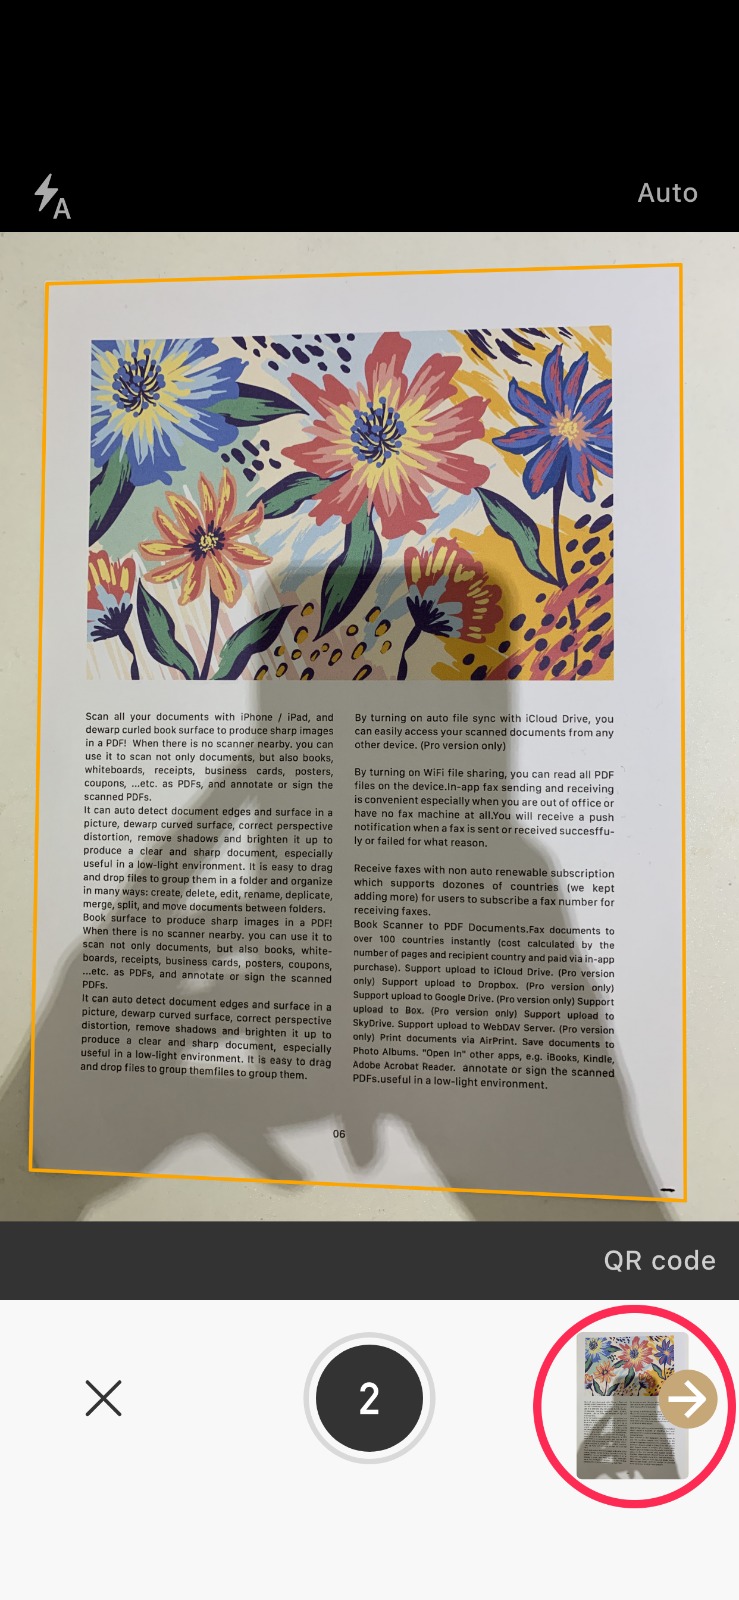 A
Auto
Scan all your documents with iPhone / iPad, and
dewarp curled book surface to produce sharp images
in a PDF! When there is no scanner nearby. you can
use it to scan not only documents, but also books,
whiteboards, receipts, business cards, posters,
coupons, ...etc. as PDFs, and annotate or sign the
scanned PDFs.
It can auto detect document edges and surface in a
picture, dewarp curved surface, correct perspective
distortion, remove shadows and brighten it up to
produce a clear and sharp document, especially
useful in a low-light environment. It is easy to drag
and drop files to group them in a folder and organize
in many ways: create, delete, edit, rename, deplicate,
merge, split, and move documents between folders.
Book surface to produce sharp images in a PDF!
When there is no scanner nearby. you can use it to
scan not only documents, but also books, white-
boards, receipts, business cards, posters, coupons,
...etc. as PDFs, and annotate or sign the scanned
PDFs.
It can auto detect document edges and surface in a
picture, dewarp curved surface, correct perspective
distortion, remove shadows and brighten it up to
produce a clear and sharp document, especially
useful in a low-light environment. It is easy to drag
and drop files to group themfiles to group them.
By turning on auto file sync with iCloud Drive, you
can easily access your scanned documents from any
other device. (Pro version only)
By turning on WiFi file sharing, you can read all PDF
files on the device.In-app fax sending and receiving
is convenient especially when you are out of office or
have no fax machine at all.You will receive a push
notification when a fax is sent or received succesffu-
ly or failed for what reason.
Receive faxes with non auto renewable subscription
which supports dozones of countries (we kept
adding more) for users to subscribe a fax number for
receiving faxes.
Book Scanner to PDF Documents.Fax documents to
over 100 countries instantly (cost calculated by the
number of pages and recipient country and paid via in-app
purchase). Support upload to iCloud Drive. (Pro version
only) Support upload to Dropbox. (Pro version only)
Support upload to Google Drive. (Pro version only) Support
upload to Box. (Pro version only) Support upload to
SkyDrive. Support upload to WebDAV Server. (Pro version
only) Print documents via AirPrint. Save documents to
Photo Albums. "Open In" other apps, e.g. iBooks, Kindle,
Adobe Acrobat Reader. annotate or sign the scanned
PDFs.useful in a low-light environment.
06
QR code
2